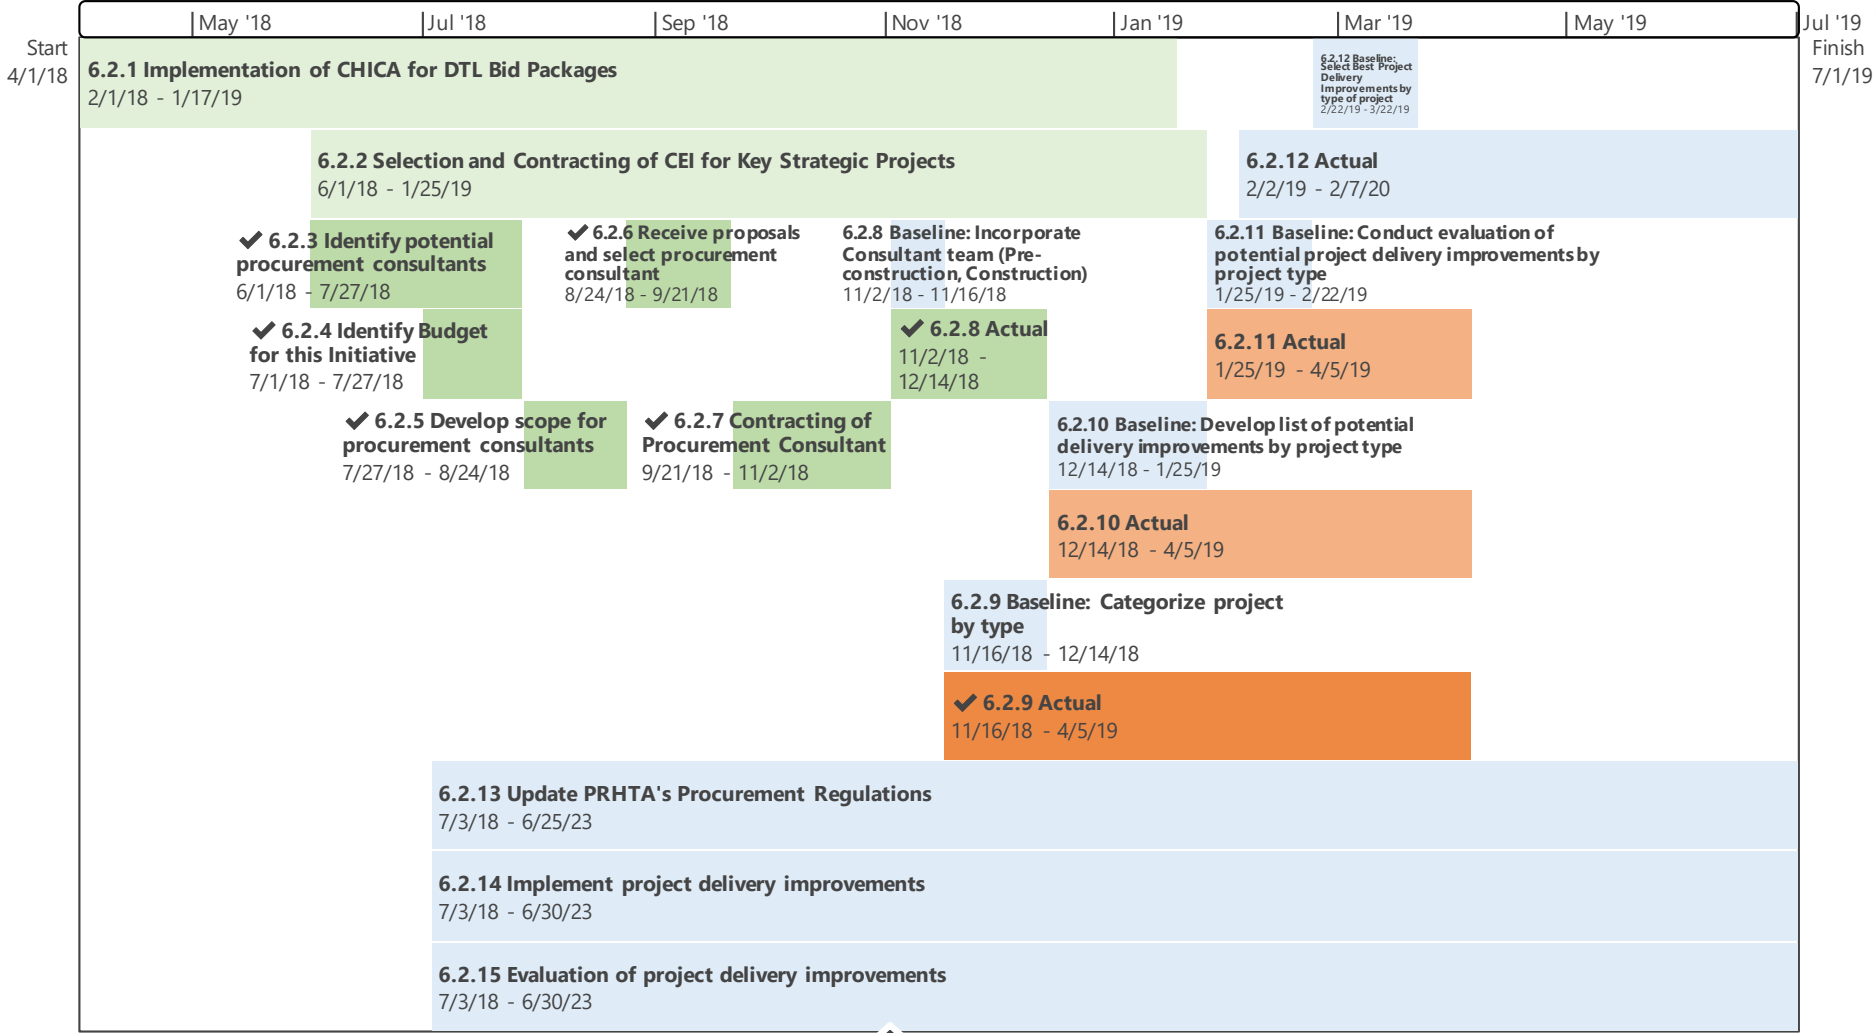 May '18
Jul '18
Sep '18
Nov '18
Jan '19
Mar '19
May '19
Jul '19
Start
4/1/18
Finish
7/1/19
6.2.1 Implementation of CHICA for DTL Bid Packages
2/1/18 - 1/17/19
6.2.12 Baseline:
Select Best Project
Delivery
Improvements by
type of project
2/22/19 - 3/22/19
6.2.2 Selection and Contracting of CEI for Key Strategic Projects
6/1/18 - 1/25/19
6.2.12 Actual
2/2/19 - 2/7/20
✔ 6.2.3 Identify potential
procurement consultants
6/1/18 - 7/27/18
✔ 6.2.6 Receive proposals
and select procurement
consultant
8/24/18 - 9/21/18
6.2.8 Baseline: Incorporate
Consultant team (Pre-
construction, Construction)
11/2/18 - 11/16/18
6.2.11 Baseline: Conduct evaluation of
potential project delivery improvements by
project type
1/25/19 - 2/22/19
✔ 6.2.4 Identify Budget
for this Initiative
7/1/18 - 7/27/18
✔ 6.2.8 Actual
11/2/18 -
12/14/18
6.2.11 Actual
1/25/19 - 4/5/19
✔ 6.2.5 Develop scope for
procurement consultants
7/27/18 - 8/24/18
✔ 6.2.7 Contracting of
Procurement Consultant
9/21/18 - 11/2/18
6.2.10 Baseline: Develop list of potential
delivery improvements by project type
12/14/18 - 1/25/19
6.2.10 Actual
12/14/18 - 4/5/19
6.2.9 Baseline: Categorize project
by type
11/16/18 - 12/14/18
✔ 6.2.9 Actual
11/16/18 - 4/5/19
6.2.13 Update PRHTA's Procurement Regulations
7/3/18 - 6/25/23
6.2.14 Implement project delivery improvements
7/3/18 - 6/30/23
6.2.15 Evaluation of project delivery improvements
7/3/18 - 6/30/23